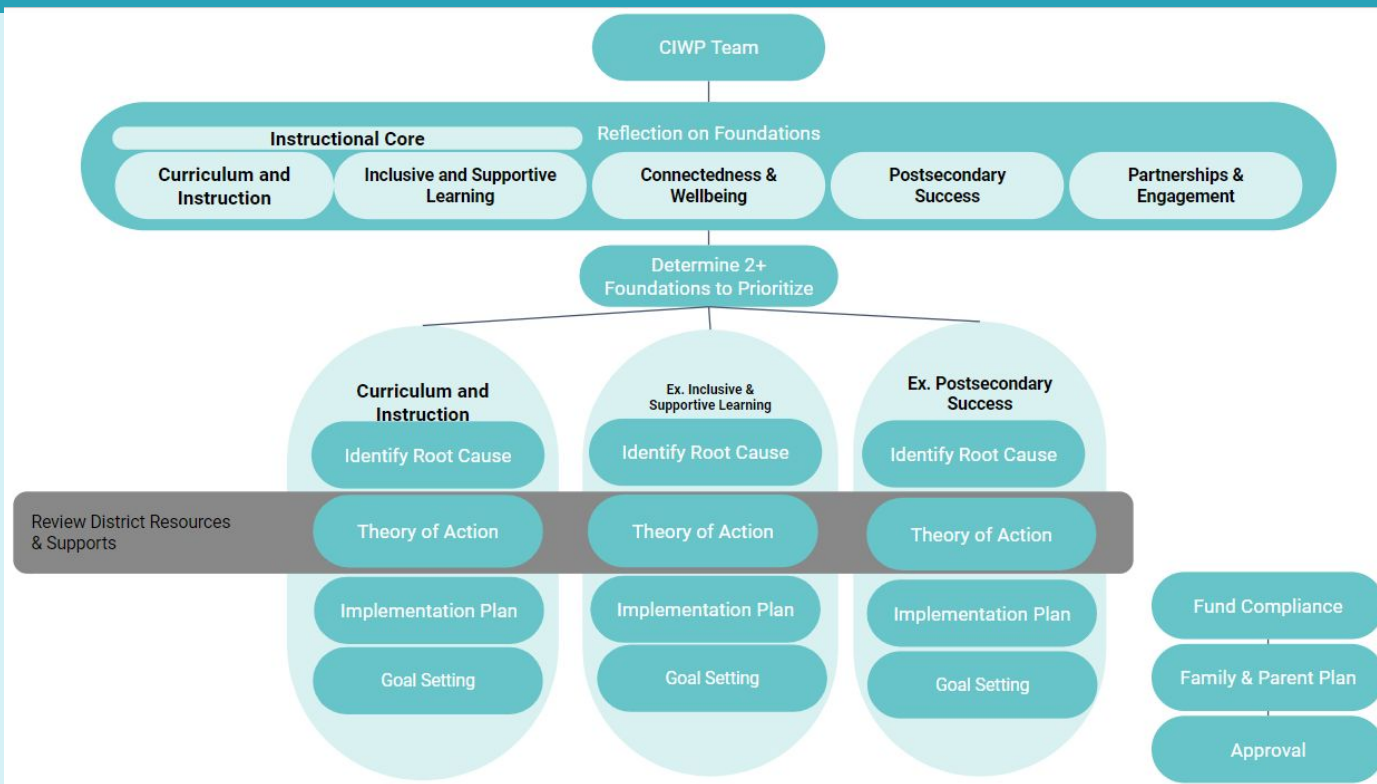 CIWP Team
Reflection on Foundations
Instructional Core
Curriculum and
Instruction
Inclusive and Supportive
Learning
Connectedness &
Wellbeing
Postsecondary
Success
Partnerships &
Engagement
Determine 2+
Foundations to Prioritize
Curriculum and
Instruction
Identify Root Cause
Theory of Action
Implementation Plan
Goal Setting
Ex. Inclusive &
Supportive Learning
Identify Root Cause
Theory of Action
Implementation Plan
Goal Setting
Ex. Postsecondary
Success
Identify Root Cause
Theory of Action
Implementation Plan
Goal Setting
Review District Resources
& Supports
Fund Compliance
Family & Parent Plan
Approval